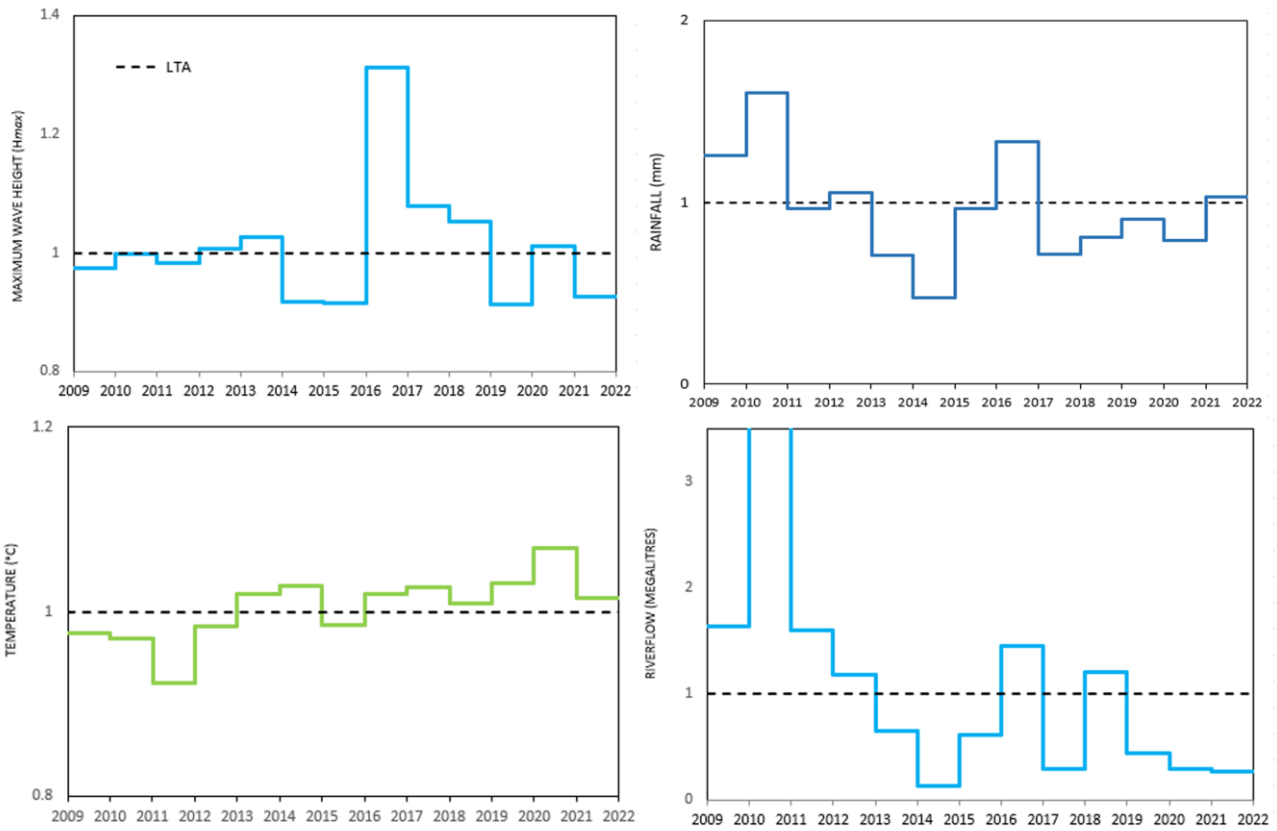 1.4
LTA
1.2
1
0.8
MAXIMUM WAVE HEIGHT (Hmax)
2009 2010 2011 2012 2013 2014 2015 2016 2017 2018 2019 2020 2021 2022
2
1
0
RAINFALL (mm)
2009 2010 2011 2012 2013 2014 2015 2016 2017 2018 2019 2020 2021 2022
1.2
1
0.8
TEMPERATURE (°C)
2009 2010 2011 2012 2013 2014 2015 2016 2017 2018 2019 2020 2021 2022
3
2
1
0
RIVERFLOW (MEGALITRES)
2009 2010 2011 2012 2013 2014 2015 2016 2017 2018 2019 2020 2021 2022